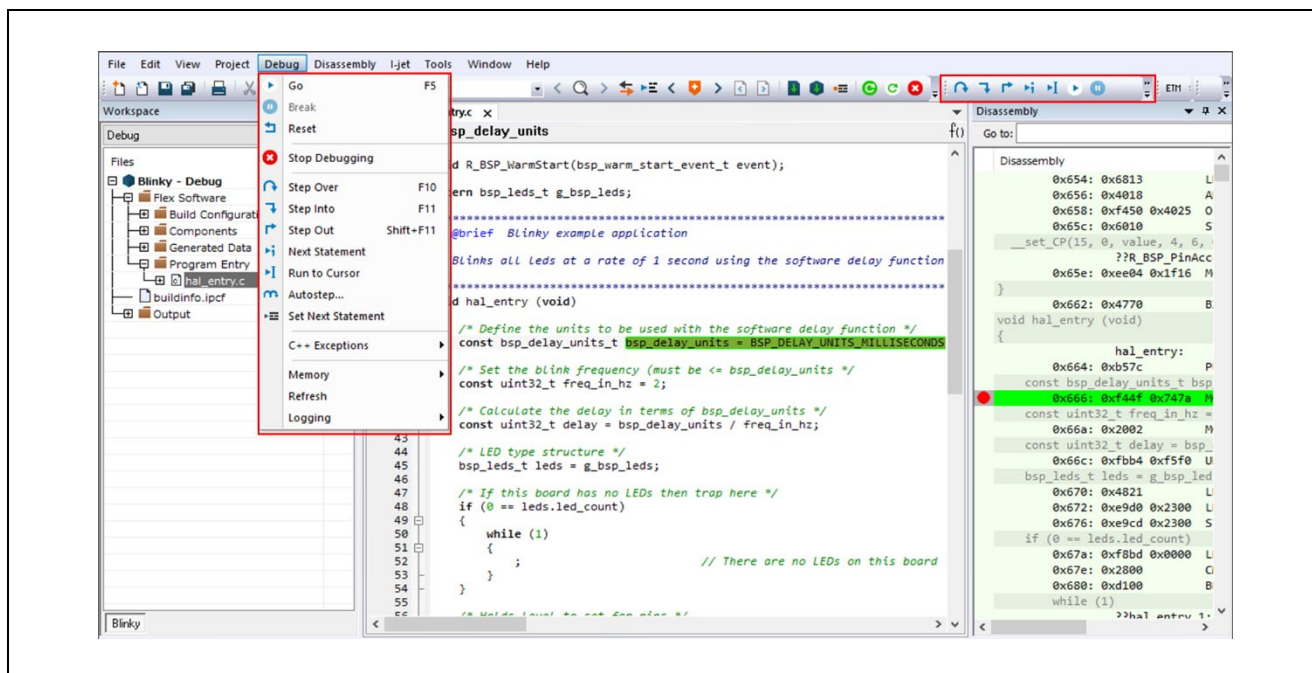 File Edit View Project Debug Disassembly I-jet Tools Window Help
ETM
Workspace
Debug
Files
Blinky - Debug
Flex Software
Build Configurati
Components
Generated Data
Program Entry
hal_entry.c
buildinfo.ipcf
Output
Blinky
Go F5
Break
Reset
Stop Debugging
Step Over F10
Step Into F11
Step Out Shift+F11
Next Statement
Run to Cursor
Autostep...
Set Next Statement
C++ Exceptions
Memory
Refresh
Logging
try.c
sp_delay_units f()
d R_BSP_WarmStart(bsp_warm_start_event_t event);
ern bsp_leds_t g_bsp_leds;
@brief Blinky example application
Blinks all leds at a rate of 1 second using the software delay function
d hal_entry (void)
/* Define the units to be used with the software delay function */
const bsp_delay_units_t bsp_delay_units = BSP_DELAY_UNITS_MILLISECONDS
/* Set the blink frequency (must be <= bsp_delay_units */
const uint32_t freq_in_hz = 2;
/* Calculate the delay in terms of bsp_delay_units */
const uint32_t delay = bsp_delay_units / freq_in_hz;
43
44 /* LED type structure */
45 bsp_leds_t leds = g_bsp_leds;
46
47 /* If this board has no LEDs then trap here */
48 if (0 == leds.led_count)
49 {
50 while (1)
51 {
52 ; // There are no LEDs on this board
53 }
54 }
55
56 /* Holds level to set for pins */
Disassembly
Go to:
Disassembly
0x654: 0x6813 L
0x656: 0x4018 A
0x658: 0xf450 0x4025 O
0x65c: 0x6010 S
__set_CP(15, 0, value, 4, 6,
??R_BSP_PinAcc
0x65e: 0xee04 0x1f16 M
}
0x662: 0x4770 B
void hal_entry (void)
{
hal_entry:
0x664: 0xb57c P
const bsp_delay_units_t bsp
0x666: 0xf44f 0x747a M
const uint32_t freq_in_hz =
0x66a: 0x2002 M
const uint32_t delay = bsp_
0x66c: 0xfbb4 0xf5f0 U
bsp_leds_t leds = g_bsp_led
0x670: 0x4821 L
0x672: 0xe9d0 0x2300 L
0x676: 0xe9cd 0x2300 S
if (0 == leds.led_count)
0x67a: 0xf8bd 0x0000 L
0x67e: 0x2800 C
0x680: 0xd100 B
while (1)
??hal_entry_1: